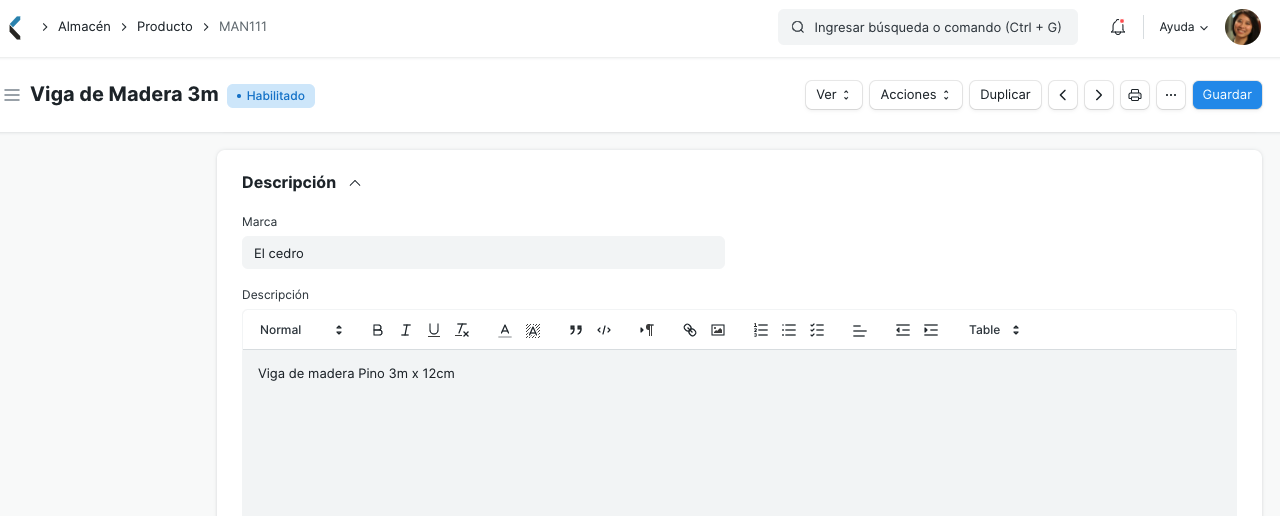 Almacén Producto MAN111
Ingresar búsqueda o comando (Ctrl + G)
Ayuda
Viga de Madera 3m
• Habilitado
Ver
Acciones
Duplicar
Guardar
Descripción
Marca
El cedro
Descripción
Normal
Table
Viga de madera Pino 3m x 12cm